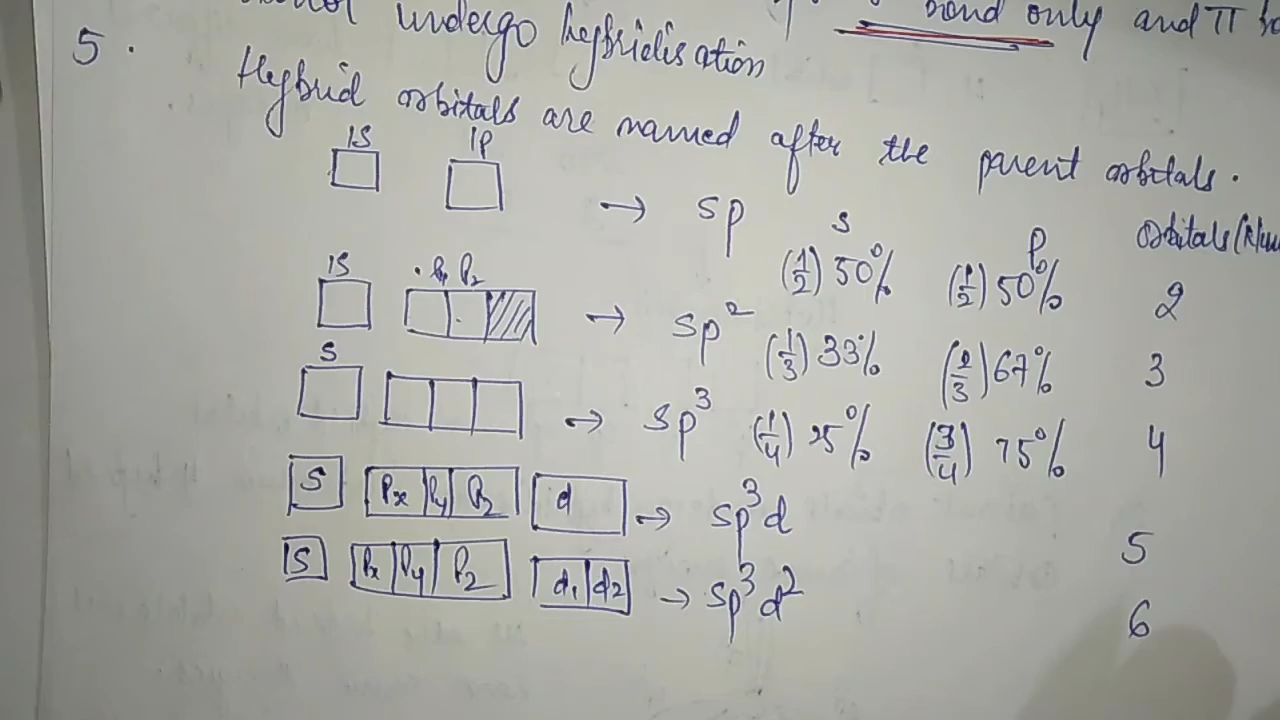 bond only and π
undergo hybridisation
5.
Hybrid orbitals are named after the parent orbitals.
1S 1P → sp S (1/2) 50% P (1/2) 50% orbitals 2
1S P₁ P₂ → sp² (1/3) 33% (2/3) 67% 3
S → sp³ (1/4) 25% (3/4) 75% 4
S Px Py Pz d → sp³d 5
S Px Py Pz d₁ d2 → sp³d² 6